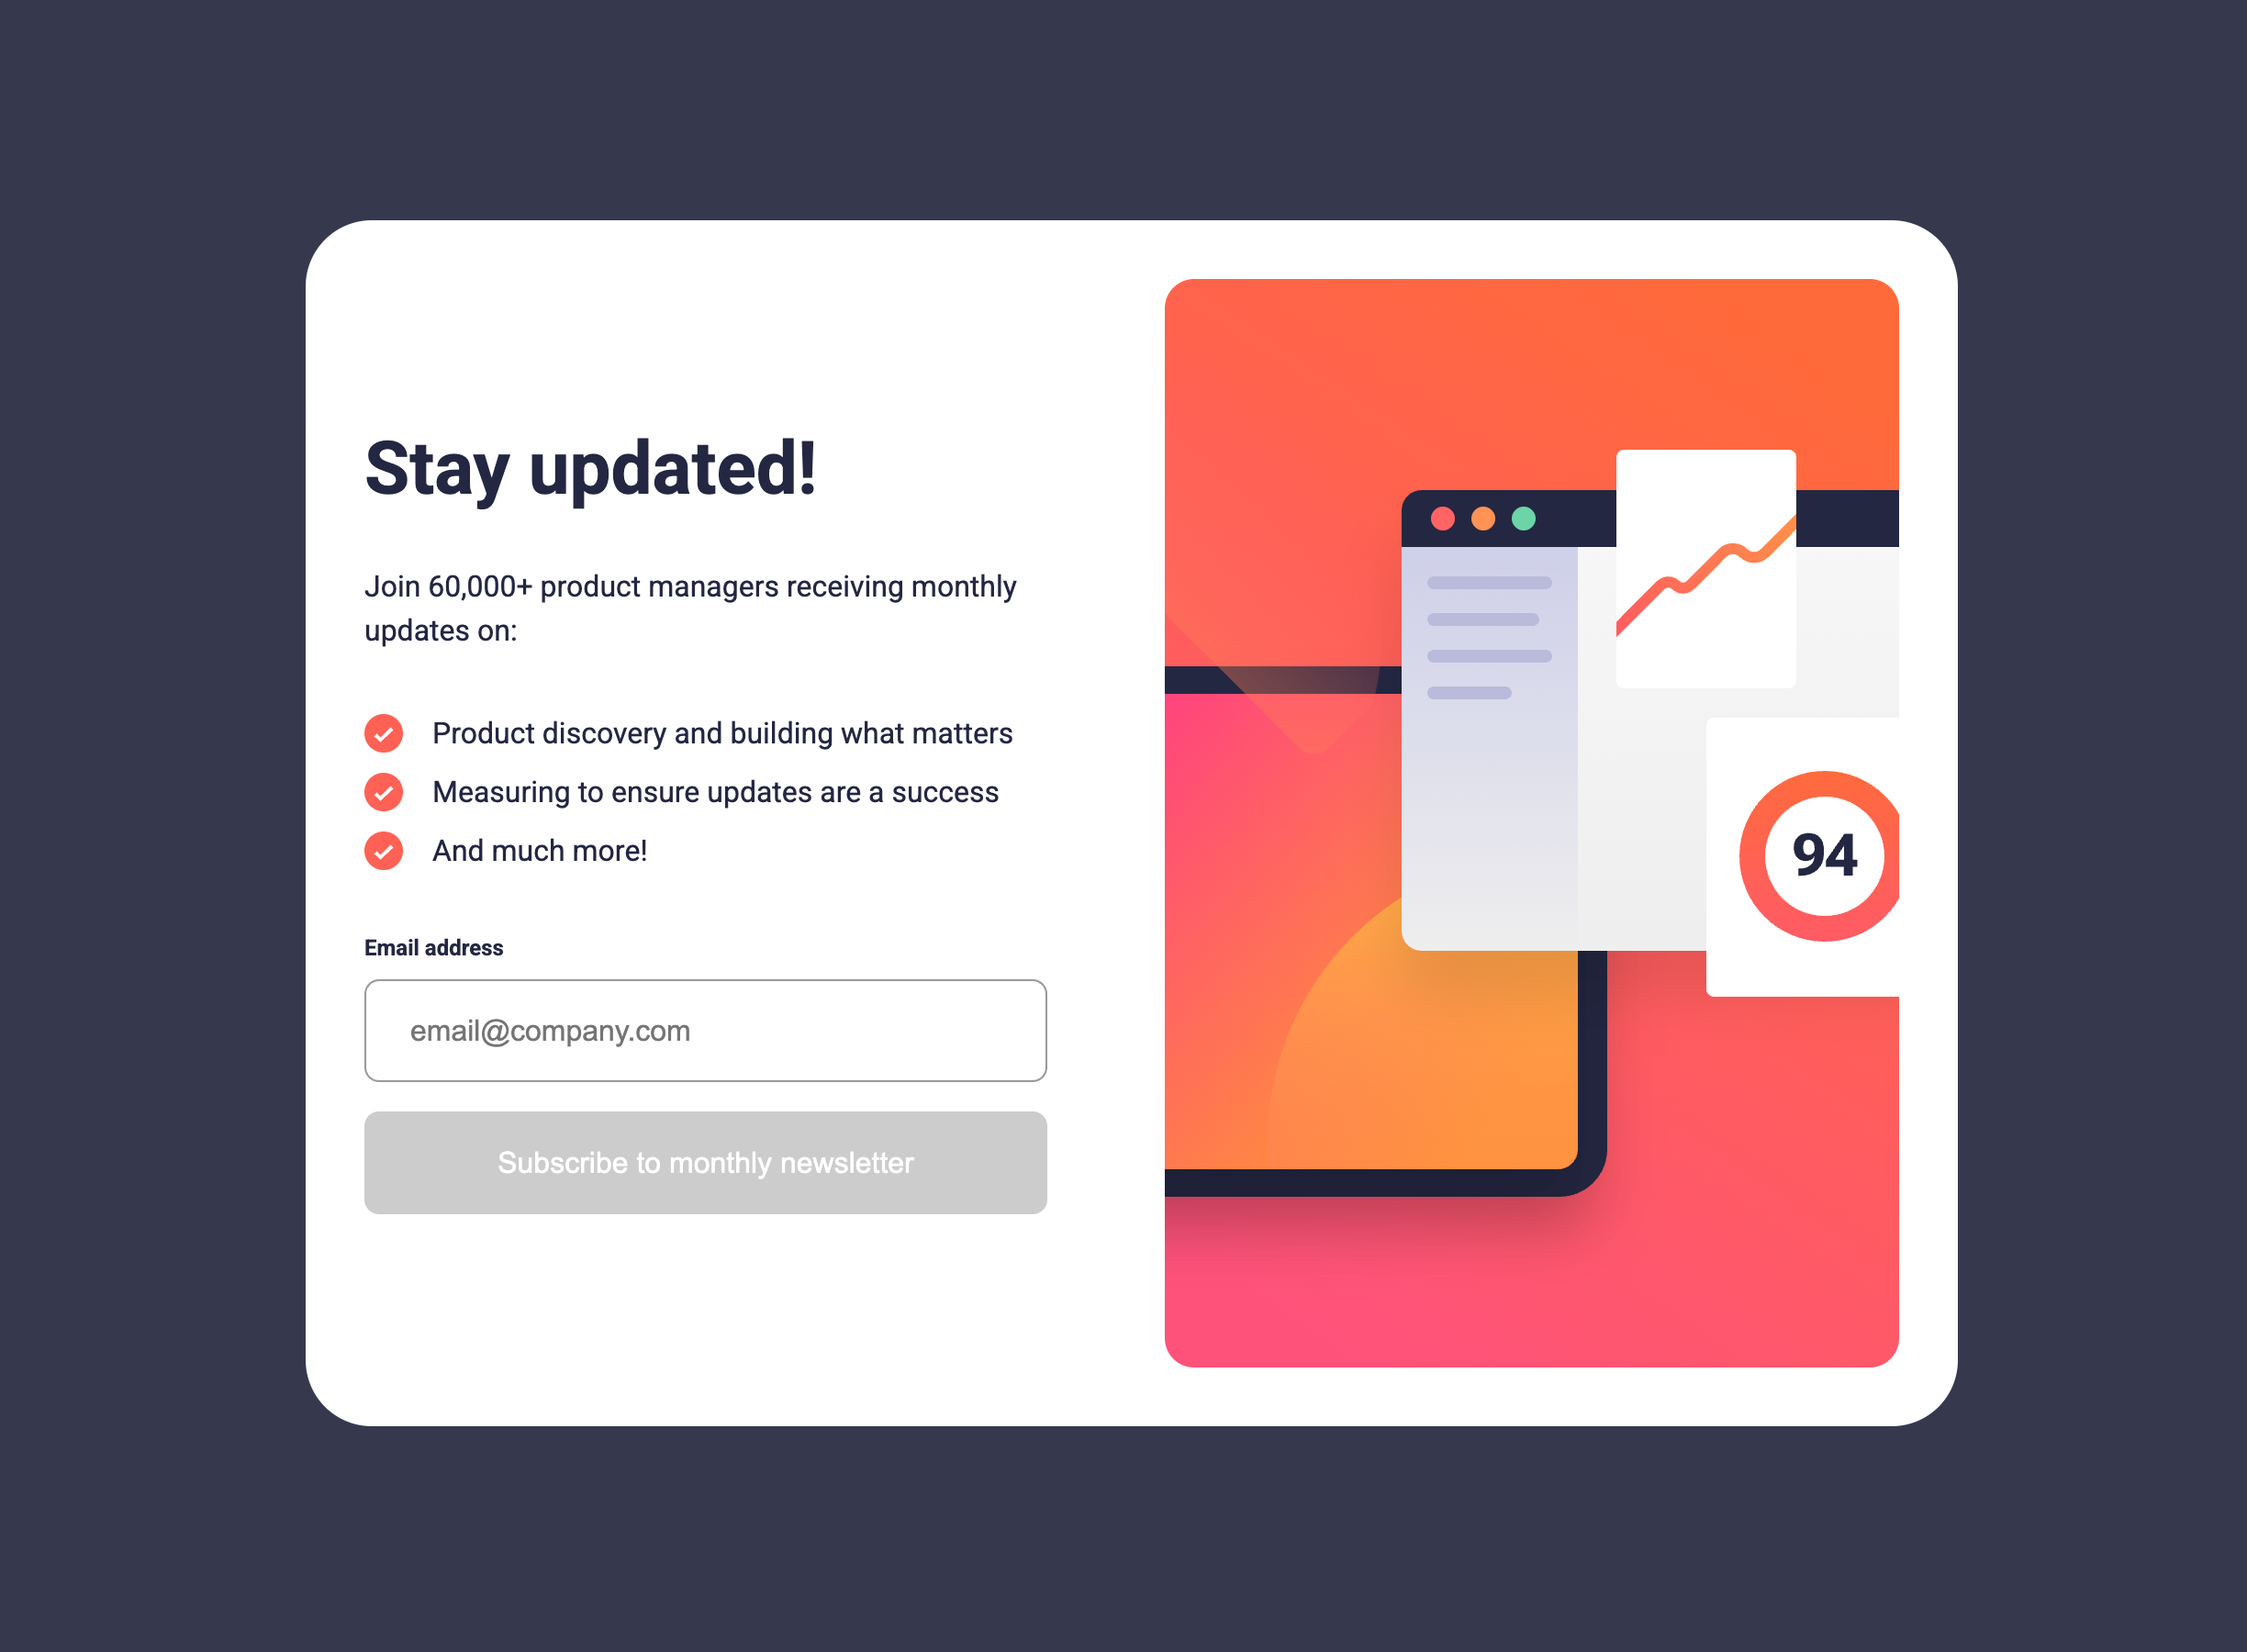 Stay updated!
Join 60,000+ product managers receiving monthly
updates on:
Product discovery and building what matters
Measuring to ensure updates are a success
And much more!
Email address
email@company.com
Subscribe to monthly newsletter
94